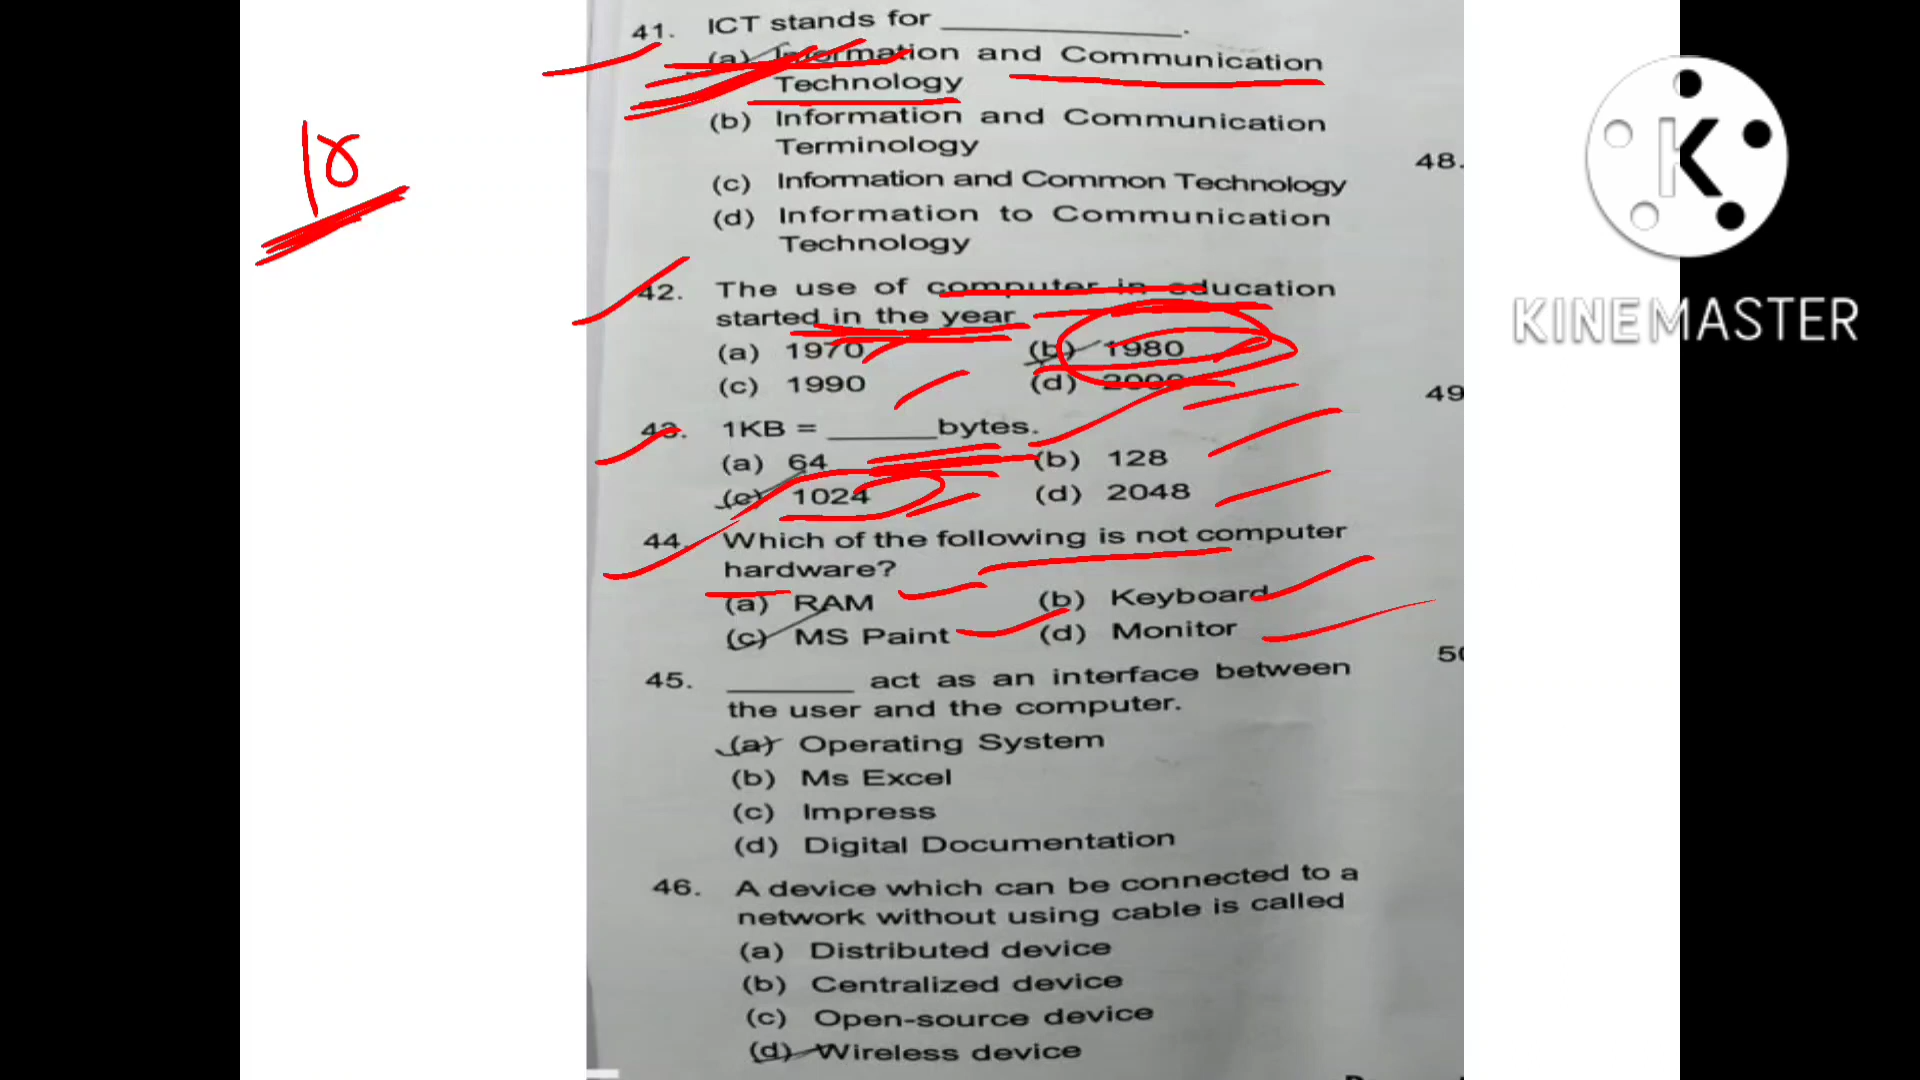 41. ICT stands for ____________.
(a) Information and Communication
Technology
(b) Information and Communication
Terminology
(c) Information and Common Technology
(d) Information to Communication
Technology
42. The use of computer in education
started in the year
(a) 1970 (b) 1980
(c) 1990 (d) 2000
43. 1KB = ______bytes.
(a) 64 (b) 128
(c) 1024 (d) 2048
44. Which of the following is not computer
hardware?
(a) RAM (b) Keyboard
(c) MS Paint (d) Monitor
45. _______ act as an interface between
the user and the computer.
(a) Operating System
(b) Ms Excel
(c) Impress
(d) Digital Documentation
46. A device which can be connected to a
network without using cable is called
(a) Distributed device
(b) Centralized device
(c) Open-source device
(d) Wireless device
48.
49
50
K
KINEMASTER